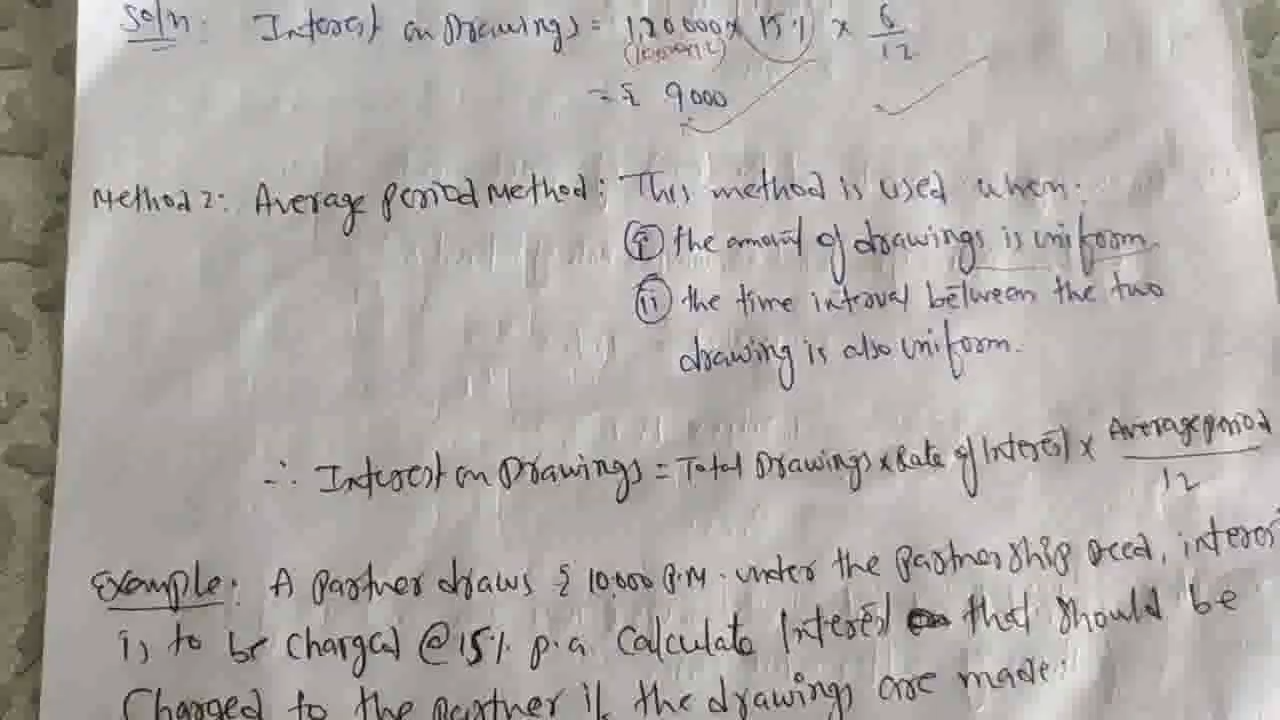 Soln: Interest on Drawings = 1,20,000 x 15% x 6/12
= ₹ 9000
Method 2: Average period Method: This method is used when:
(i) the amount of drawings is uniform.
(ii) the time interval between the two
drawing is also uniform.
∴ Interest on Drawings = Total Drawings x Rate of Interest x Average period/12
Example: A partner draws ₹ 10,000 P.M. under the partnership Deed, interest
is to be charged @15% p.a. Calculate Interest that should be
Charged to the partner if the drawings are made: